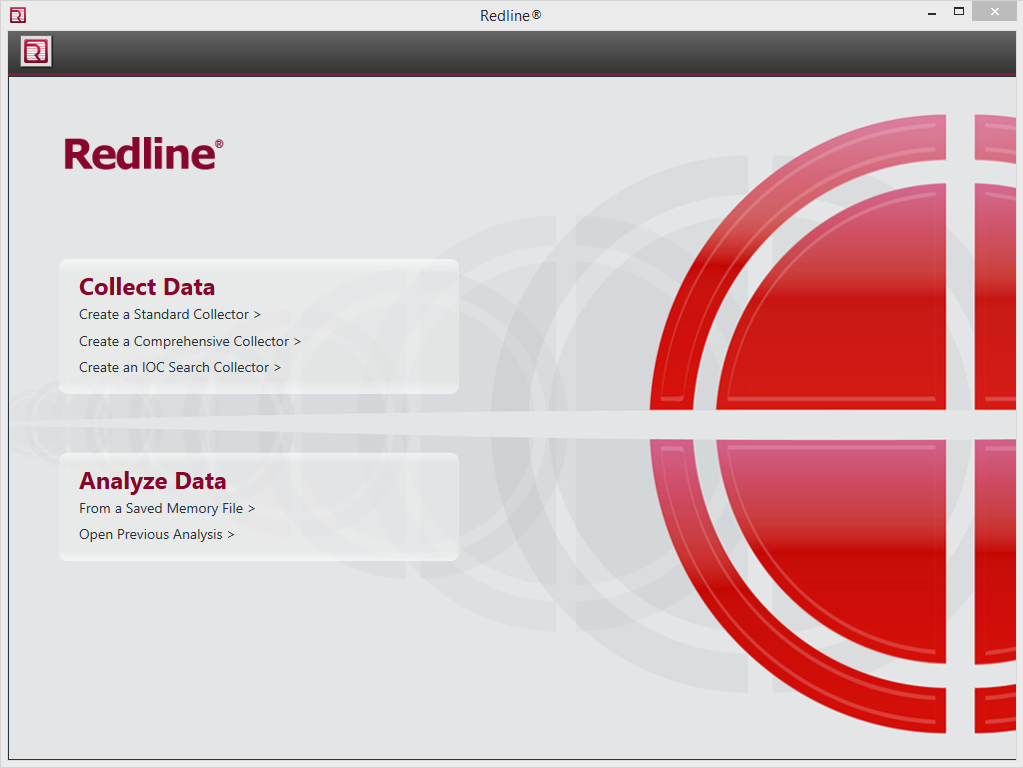 Redline®
Redline®
Collect Data
Create a Standard Collector >
Create a Comprehensive Collector >
Create an IOC Search Collector >
Analyze Data
From a Saved Memory File >
Open Previous Analysis >